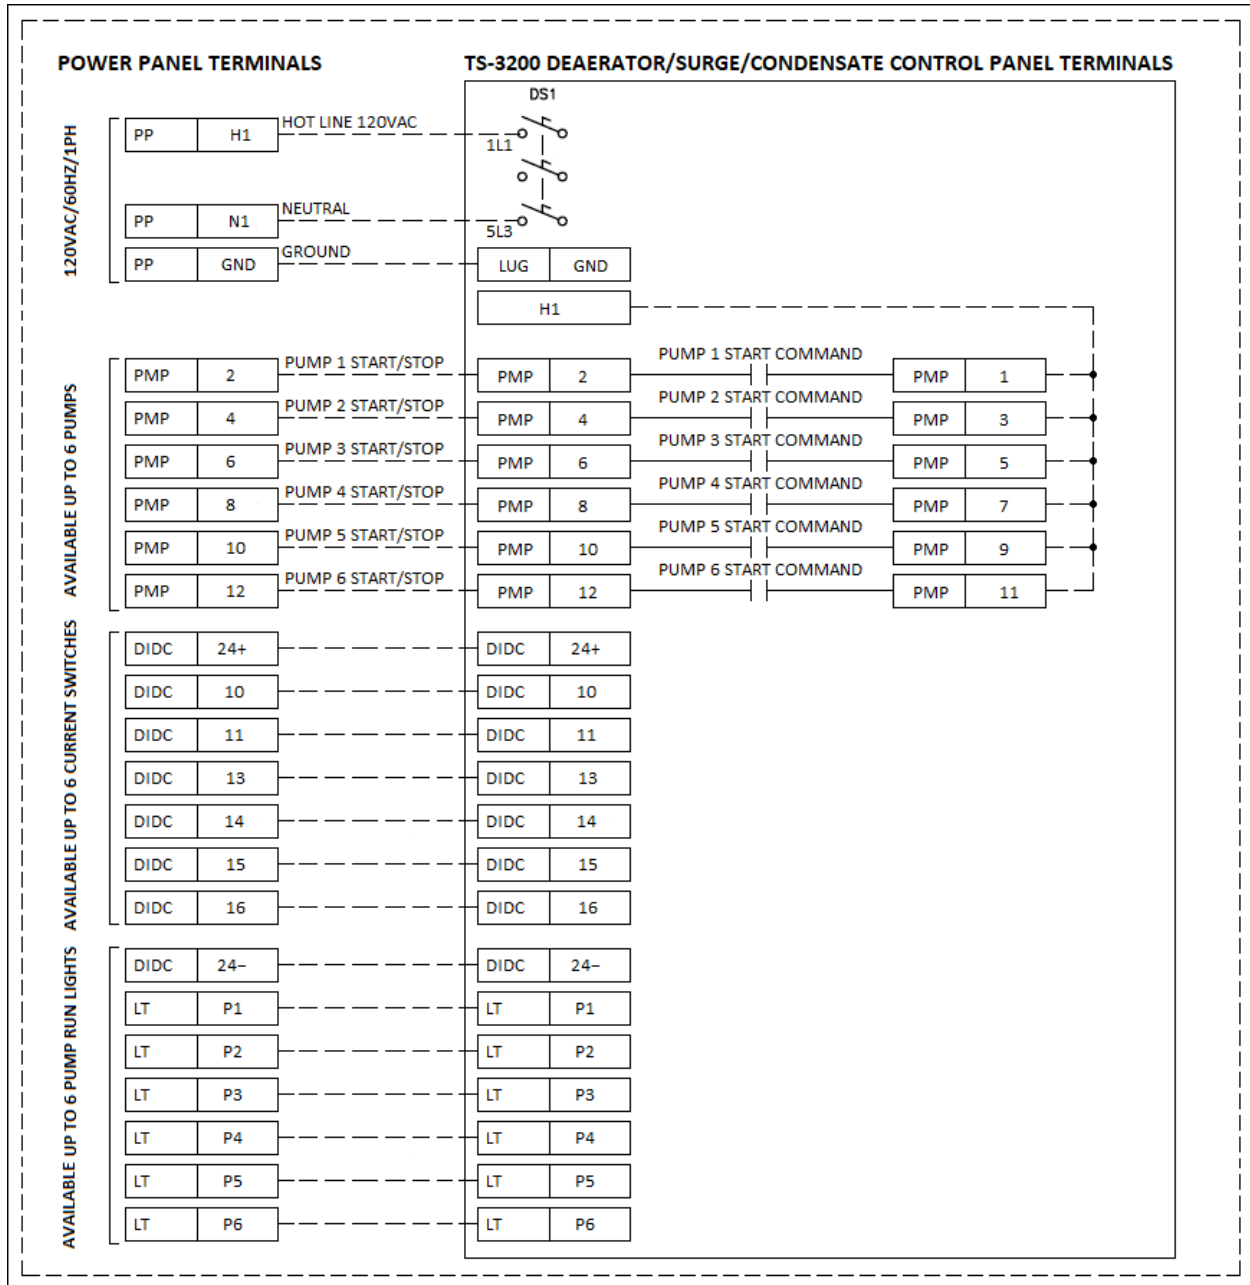 POWER PANEL TERMINALS
TS-3200 DEAERATOR/SURGE/CONDENSATE CONTROL PANEL TERMINALS
120VAC/60HZ/1PH
DS1
PP H1 HOT LINE 120VAC 1L1
PP N1 NEUTRAL 5L3
PP GND GROUND LUG GND
H1
AVAILABLE UP TO 6 PUMPS
PMP 2 PUMP 1 START/STOP PMP 2 PUMP 1 START COMMAND PMP 1
PMP 4 PUMP 2 START/STOP PMP 4 PUMP 2 START COMMAND PMP 3
PMP 6 PUMP 3 START/STOP PMP 6 PUMP 3 START COMMAND PMP 5
PMP 8 PUMP 4 START/STOP PMP 8 PUMP 4 START COMMAND PMP 7
PMP 10 PUMP 5 START/STOP PMP 10 PUMP 5 START COMMAND PMP 9
PMP 12 PUMP 6 START/STOP PMP 12 PUMP 6 START COMMAND PMP 11
AVAILABLE UP TO 6 CURRENT SWITCHES
DIDC 24+ DIDC 24+
DIDC 10 DIDC 10
DIDC 11 DIDC 11
DIDC 13 DIDC 13
DIDC 14 DIDC 14
DIDC 15 DIDC 15
DIDC 16 DIDC 16
AVAILABLE UP TO 6 PUMP RUN LIGHTS
DIDC 24− DIDC 24−
LT P1 LT P1
LT P2 LT P2
LT P3 LT P3
LT P4 LT P4
LT P5 LT P5
LT P6 LT P6